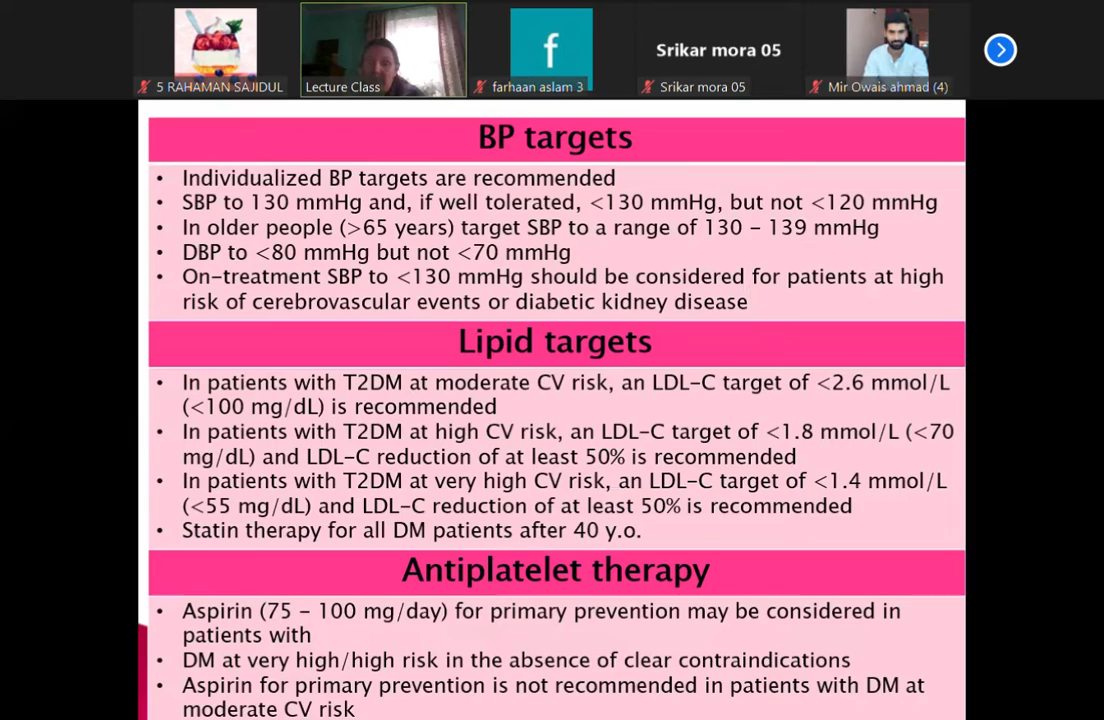 5 RAHAMAN SAJIDUL
Lecture Class
f
farhaan aslam 3
Srikar mora 05
Srikar mora 05
Mir Owais ahmad (4)
BP targets
• Individualized BP targets are recommended
• SBP to 130 mmHg and, if well tolerated, <130 mmHg, but not <120 mmHg
• In older people (>65 years) target SBP to a range of 130 – 139 mmHg
• DBP to <80 mmHg but not <70 mmHg
• On-treatment SBP to <130 mmHg should be considered for patients at high
risk of cerebrovascular events or diabetic kidney disease
Lipid targets
• In patients with T2DM at moderate CV risk, an LDL-C target of <2.6 mmol/L
(<100 mg/dL) is recommended
• In patients with T2DM at high CV risk, an LDL-C target of <1.8 mmol/L (<70
mg/dL) and LDL-C reduction of at least 50% is recommended
• In patients with T2DM at very high CV risk, an LDL-C target of <1.4 mmol/L
(<55 mg/dL) and LDL-C reduction of at least 50% is recommended
• Statin therapy for all DM patients after 40 y.o.
Antiplatelet therapy
• Aspirin (75 – 100 mg/day) for primary prevention may be considered in
patients with
• DM at very high/high risk in the absence of clear contraindications
• Aspirin for primary prevention is not recommended in patients with DM at
moderate CV risk